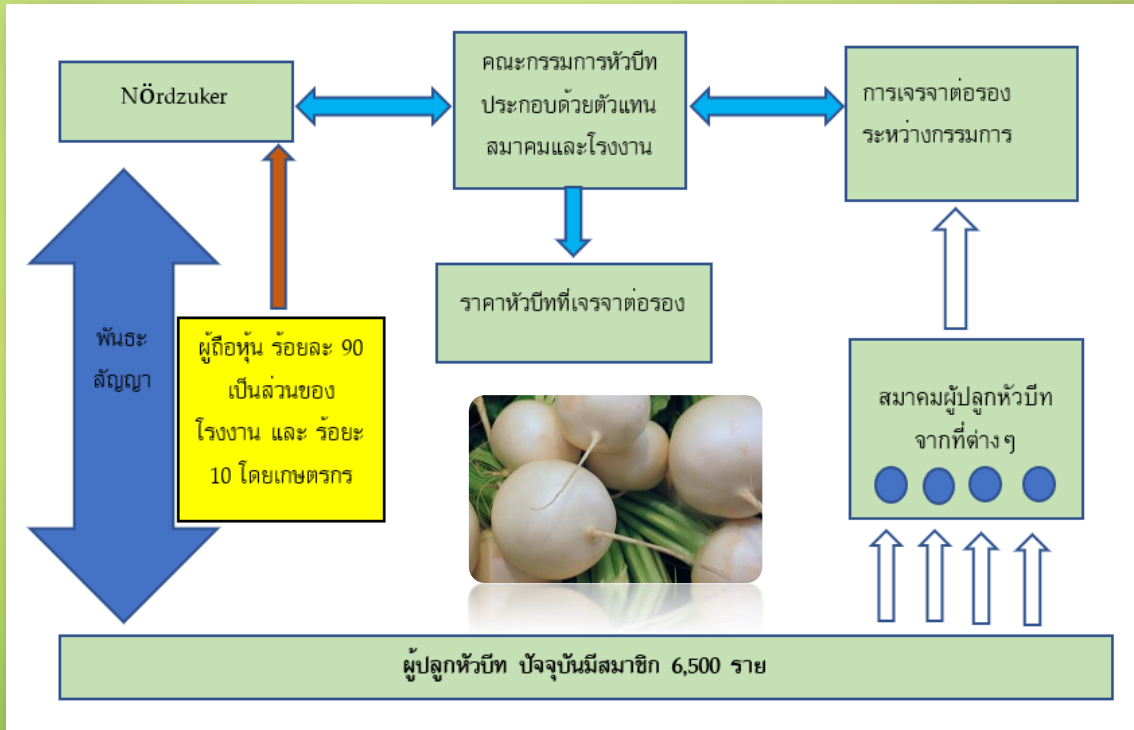 NÖrdzuker
คณะกรรมการหัวบีท
ประกอบด้วยตัวแทน
สมาคมและโรงงาน
การเจรจาต่อรอง
ระหว่างกรรมการ
ราคาหัวบีทที่เจรจาต่อรอง
พันธะ
สัญญา
ผู้ถือหุ้น ร้อยละ 90
เป็นส่วนของ
โรงงาน และ ร้อยะ
10 โดยเกษตรกร
สมาคมผู้ปลูกหัวบีท
จากที่ต่างๆ
ผู้ปลูกหัวบีท ปัจจุบันมีสมาชิก 6,500 ราย